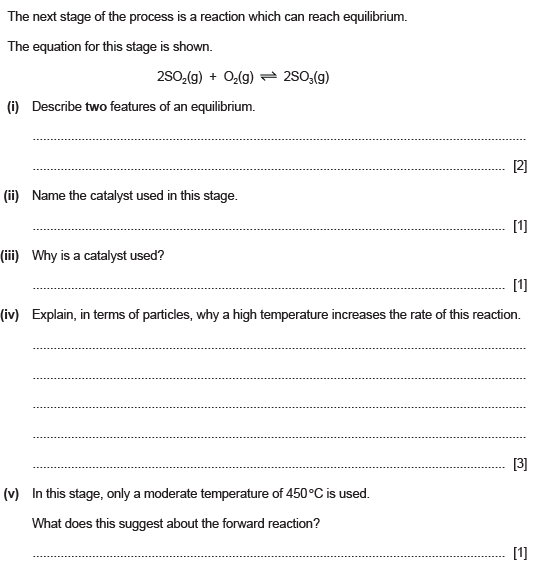 The next stage of the process is a reaction which can reach equilibrium.
The equation for this stage is shown.
2SO₂(g) + O₂(g) ⇌ 2SO₃(g)
(i) Describe two features of an equilibrium.
[2]
(ii) Name the catalyst used in this stage.
[1]
(iii) Why is a catalyst used?
[1]
(iv) Explain, in terms of particles, why a high temperature increases the rate of this reaction.
[3]
(v) In this stage, only a moderate temperature of 450 °C is used.
What does this suggest about the forward reaction?
[1]